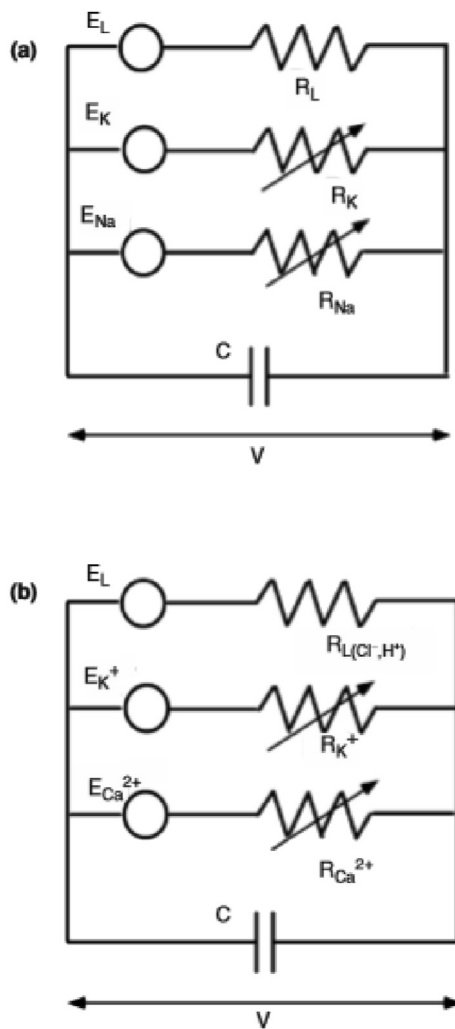 (a)
E_L
R_L
E_K
R_K
E_Na
R_Na
C
V
(b)
E_L
R_L(Cl⁻,H⁺)
E_K⁺
R_K⁺
E_Ca²⁺
R_Ca²⁺
C
V